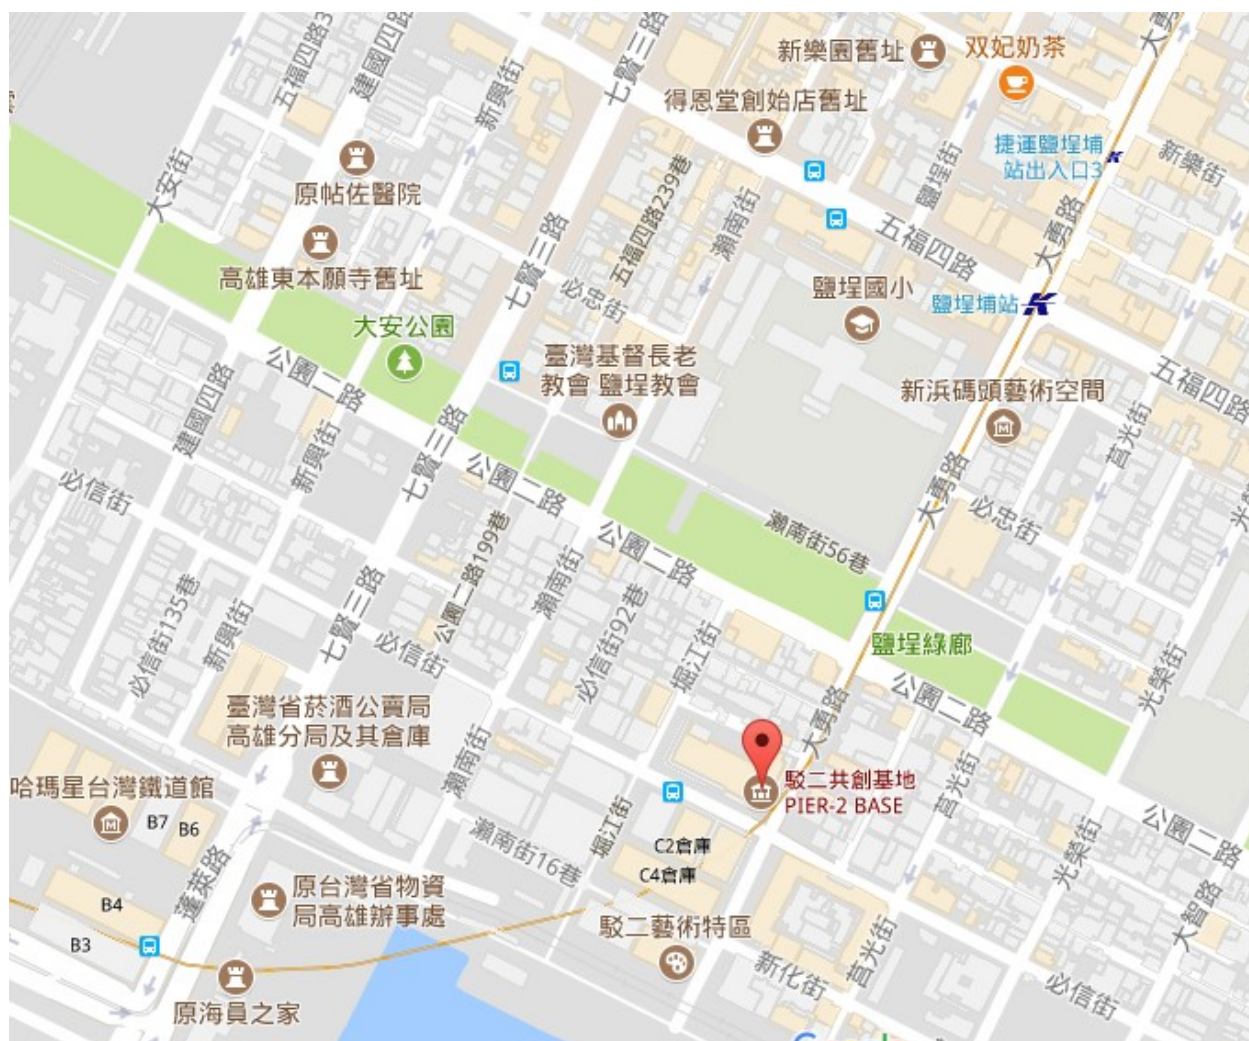 五福四路3
建國四路
七賢三路
新樂園舊址
双妃奶茶
大勇路
新興街
得恩堂創始店舊址
捷運鹽埕埔
站出入口3
新樂街
鹽埕街
原帖佐醫院
大安街
五福四路239巷
瀨南街
大勇路
高雄東本願寺舊址
七賢三路
五福四路
必忠街
鹽埕國小
鹽埕埔站
大安公園
臺灣基督長老
教會 鹽埕教會
五福四路
公園二路
新浜碼頭藝術空間
建國四路
新興街
七賢三路
公園二路
莒光街
必信街
大勇路
必忠街
瀨南街56巷
公園二路
公園二路199巷
瀨南街
必信街92巷
必信街135巷
新興街
七賢三路
必信街
堀江街
鹽埕綠廊
光榮街
公園二路
臺灣省菸酒公賣局
高雄分局及其倉庫
大勇路
瀨南街
哈瑪星台灣鐵道館
駁二共創基地
PIER-2 BASE
莒光街
B7
B6
堀江街
瀨南街16巷
C2倉庫
C4倉庫
光榮街
公園二路
蓬萊路
原台灣省物資
局高雄辦事處
B4
B3
駁二藝術特區
大智路
莒光街
新化街
必信街
原海員之家